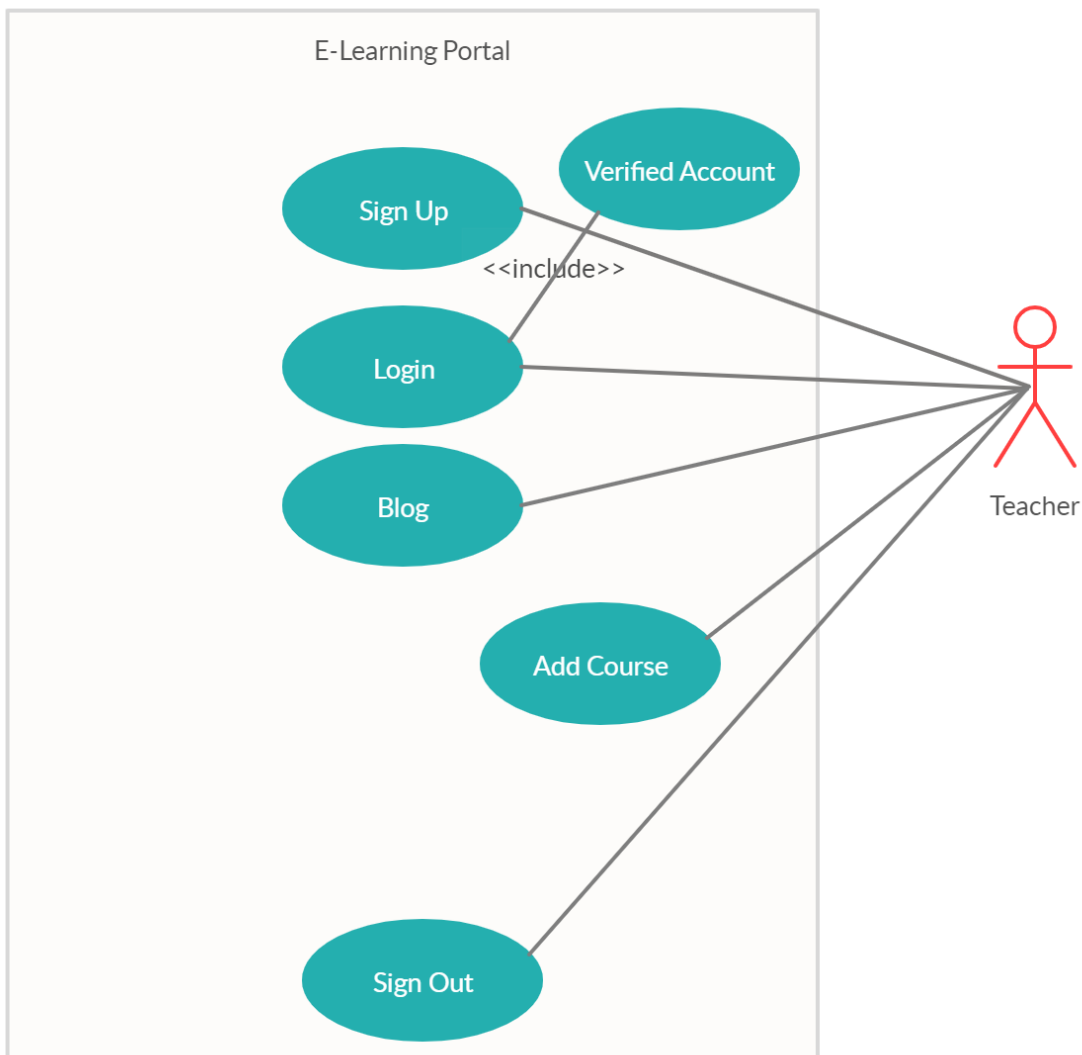 E-Learning Portal
Verified Account
Sign Up
<<include>>
Login
Blog
Teacher
Add Course
Sign Out